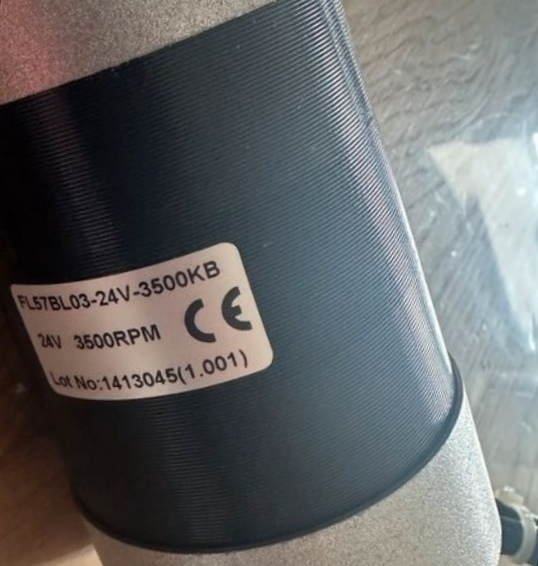 FL57BL03-24V-3500KB
24V 3500RPM CE
Lot No:1413045(1.001)